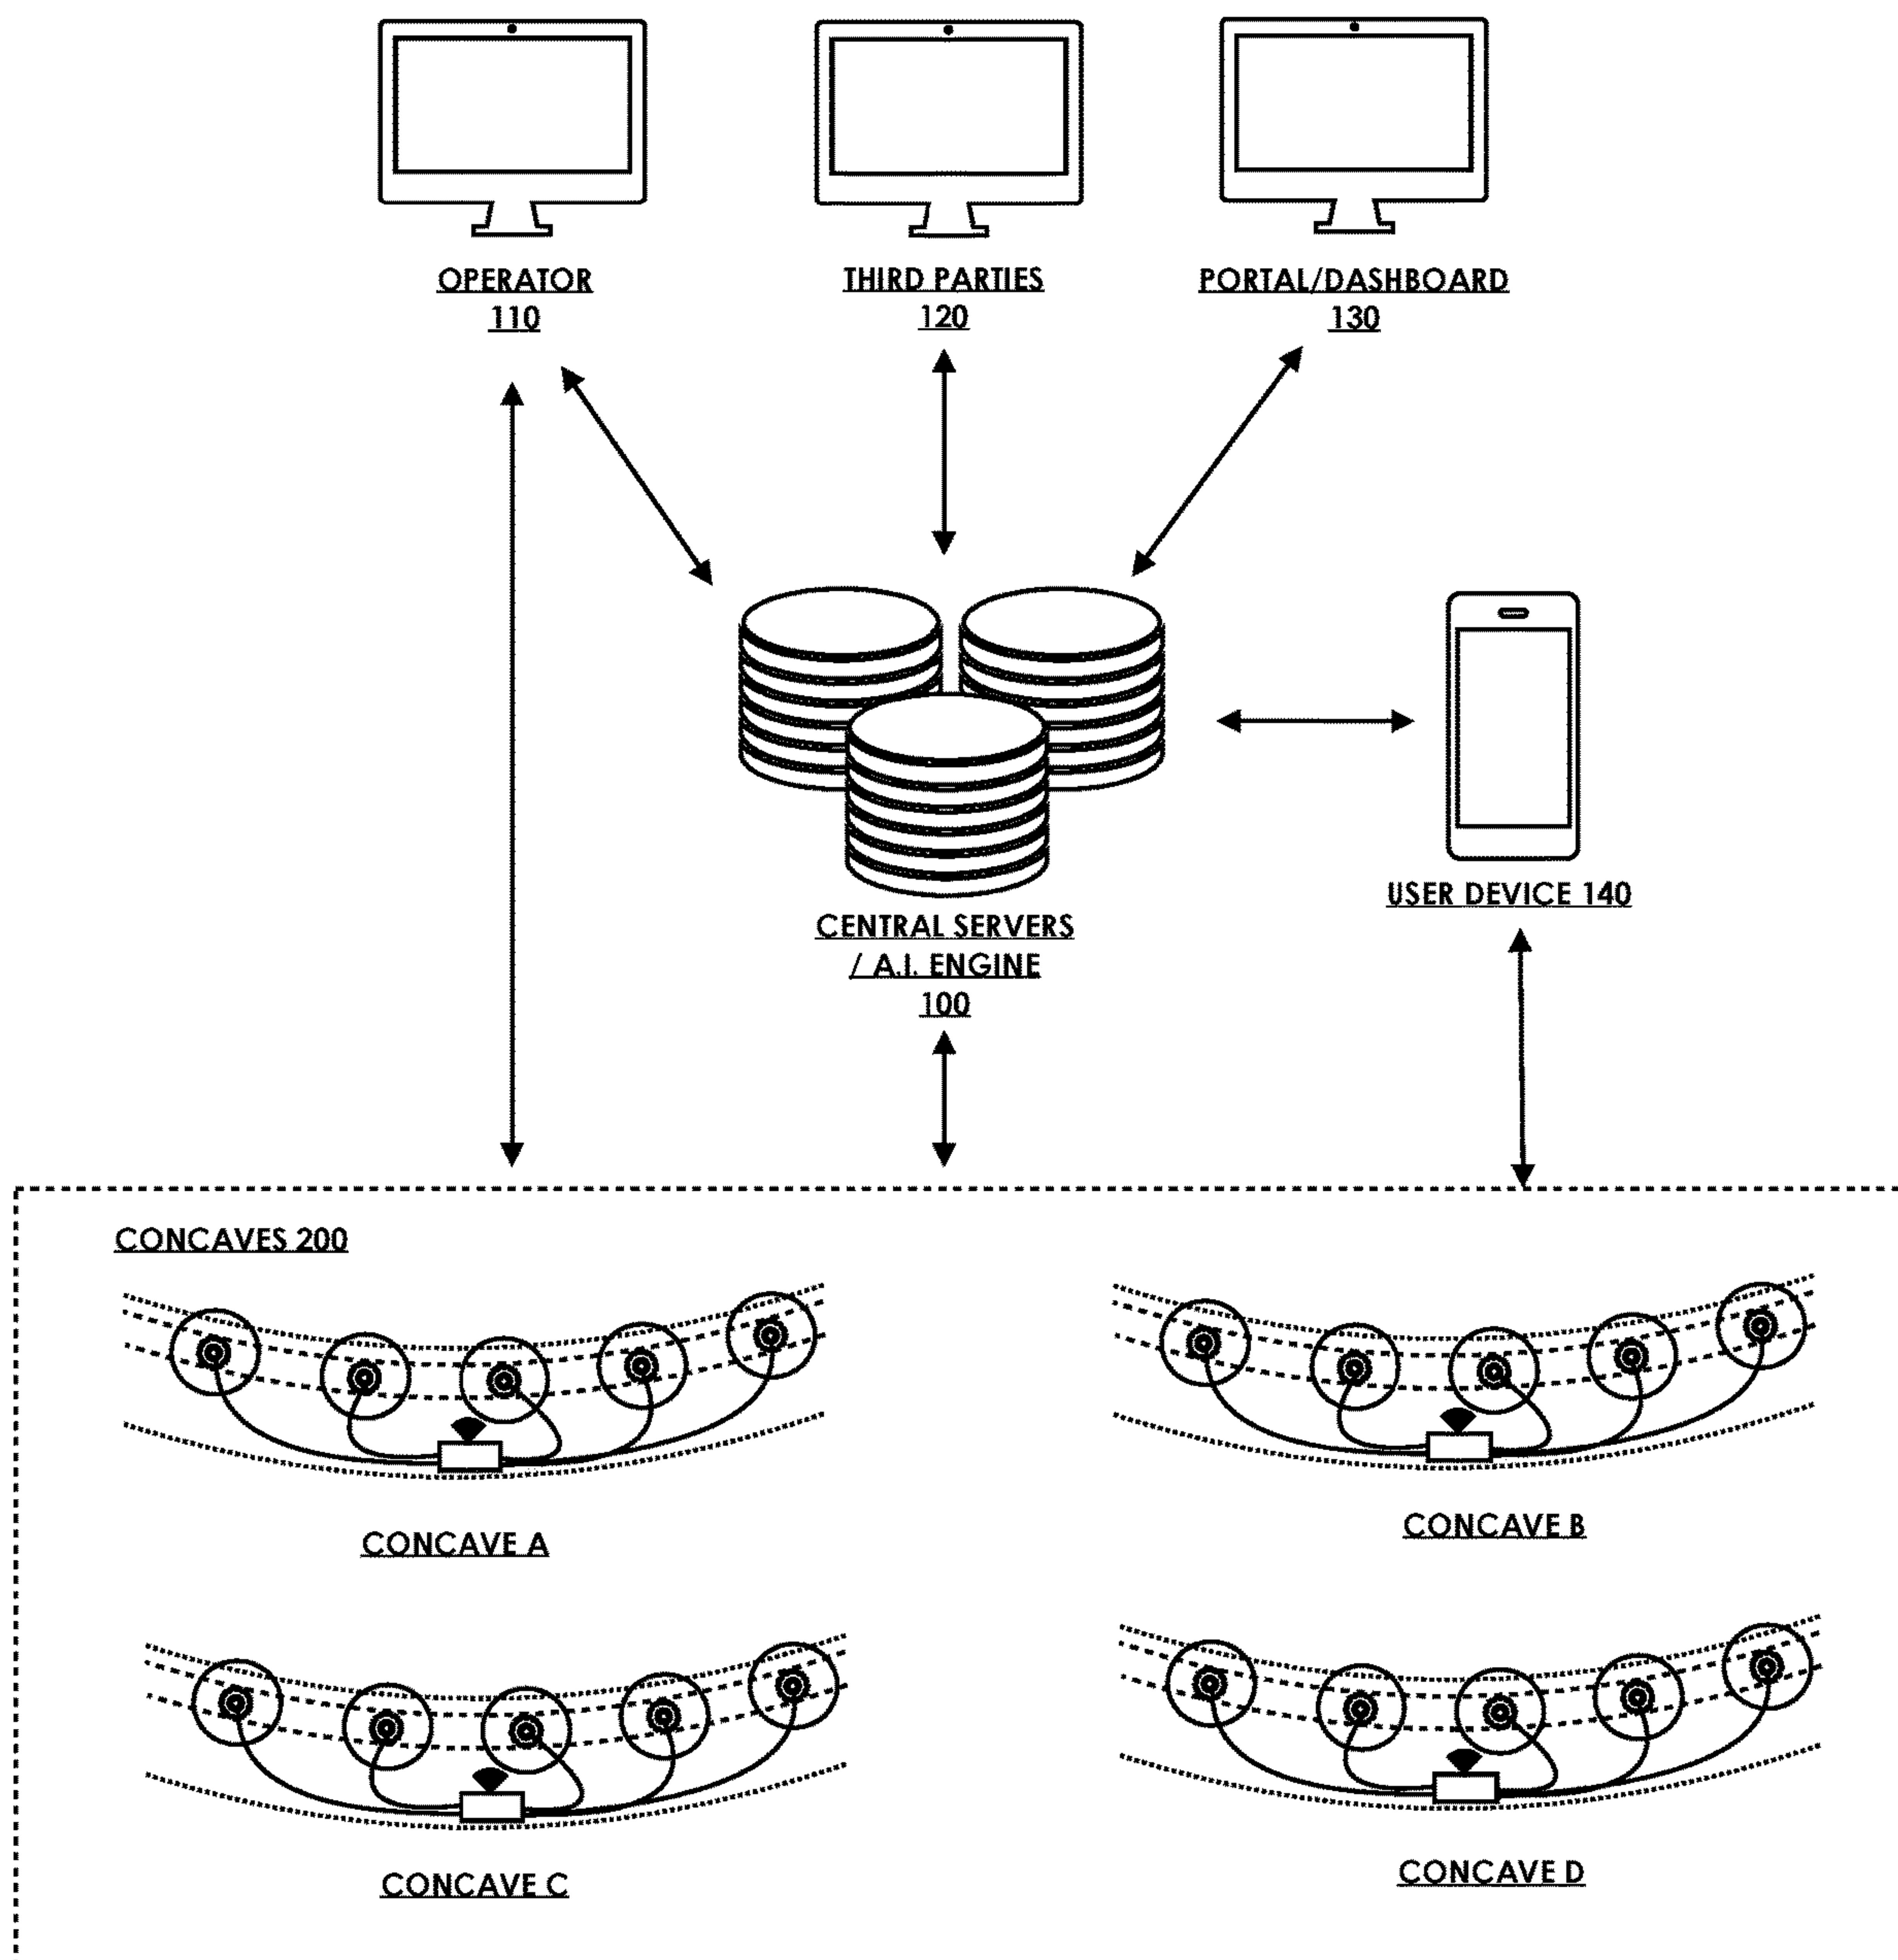 OPERATOR
110
THIRD PARTIES
120
PORTAL/DASHBOARD
130
USER DEVICE 140
CENTRAL SERVERS
/ A.I. ENGINE
100
CONCAVES 200
CONCAVE A
CONCAVE B
CONCAVE C
CONCAVE D